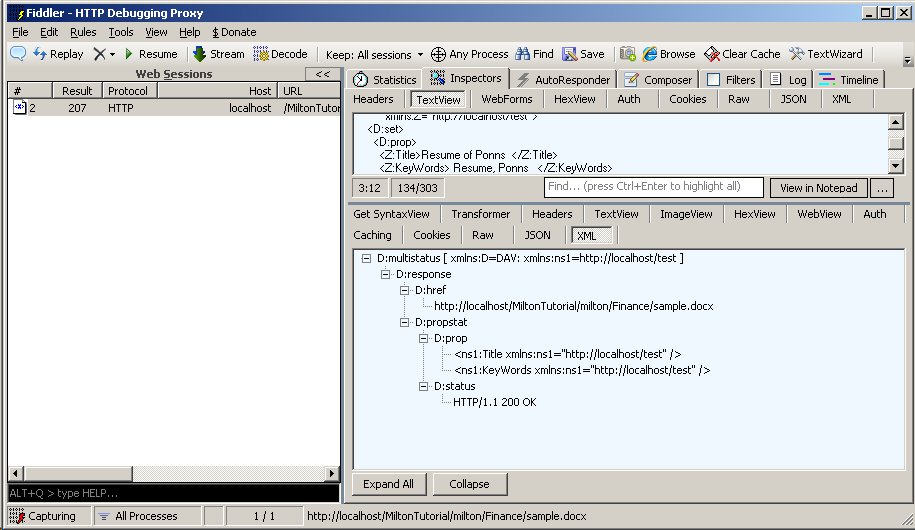 Fiddler - HTTP Debugging Proxy
File Edit Rules Tools View Help $ Donate
Replay Resume Stream Decode Keep: All sessions Any Process Find Save Browse Clear Cache TextWizard
Web Sessions <<
# Result Protocol Host URL
2 207 HTTP localhost /MiltonTutor
Statistics Inspectors AutoResponder Composer Filters Log Timeline
Headers TextView WebForms HexView Auth Cookies Raw JSON XML
xmlns:Z="http://localhost/test">
<D:set>
<D:prop>
<Z:Title>Resume of Ponns </Z:Title>
<Z:KeyWords> Resume, Ponns </Z:KeyWords>
3:12 134/303 Find... (press Ctrl+Enter to highlight all) View in Notepad ...
Get SyntaxView Transformer Headers TextView ImageView HexView WebView Auth
Caching Cookies Raw JSON XML
D:multistatus [ xmlns:D=DAV: xmlns:ns1=http://localhost/test ]
D:response
D:href
http://localhost/MiltonTutorial/milton/Finance/sample.docx
D:propstat
D:prop
<ns1:Title xmlns:ns1="http://localhost/test" />
<ns1:KeyWords xmlns:ns1="http://localhost/test" />
D:status
HTTP/1.1 200 OK
Expand All Collapse
ALT+Q > type HELP...
Capturing All Processes 1 / 1 http://localhost/MiltonTutorial/milton/Finance/sample.docx